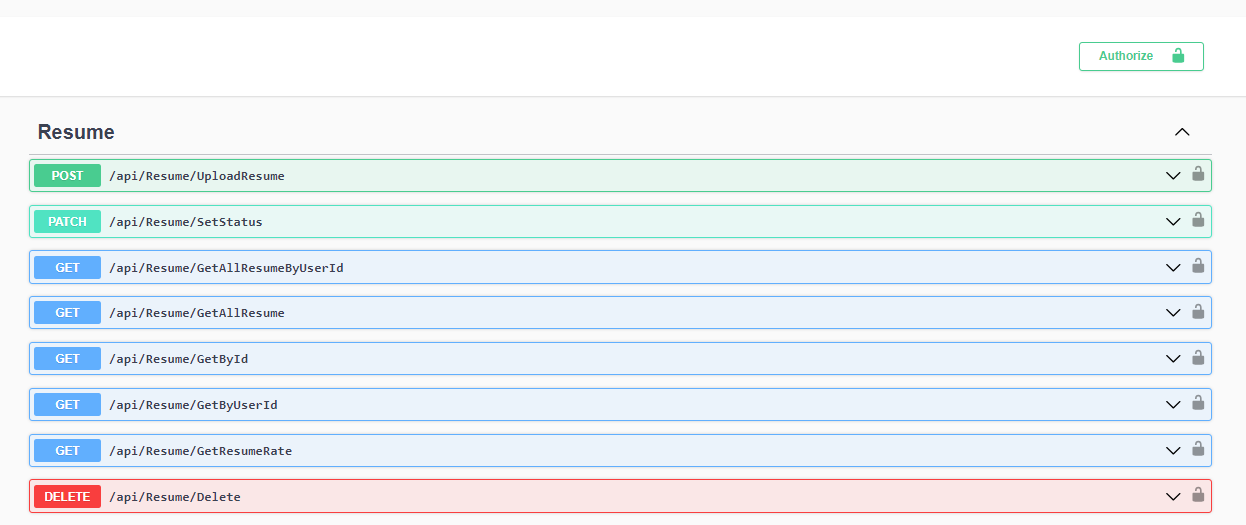 Authorize
Resume
POST /api/Resume/UploadResume
PATCH /api/Resume/SetStatus
GET /api/Resume/GetAllResumeByUserId
GET /api/Resume/GetAllResume
GET /api/Resume/GetById
GET /api/Resume/GetByUserId
GET /api/Resume/GetResumeRate
DELETE /api/Resume/Delete